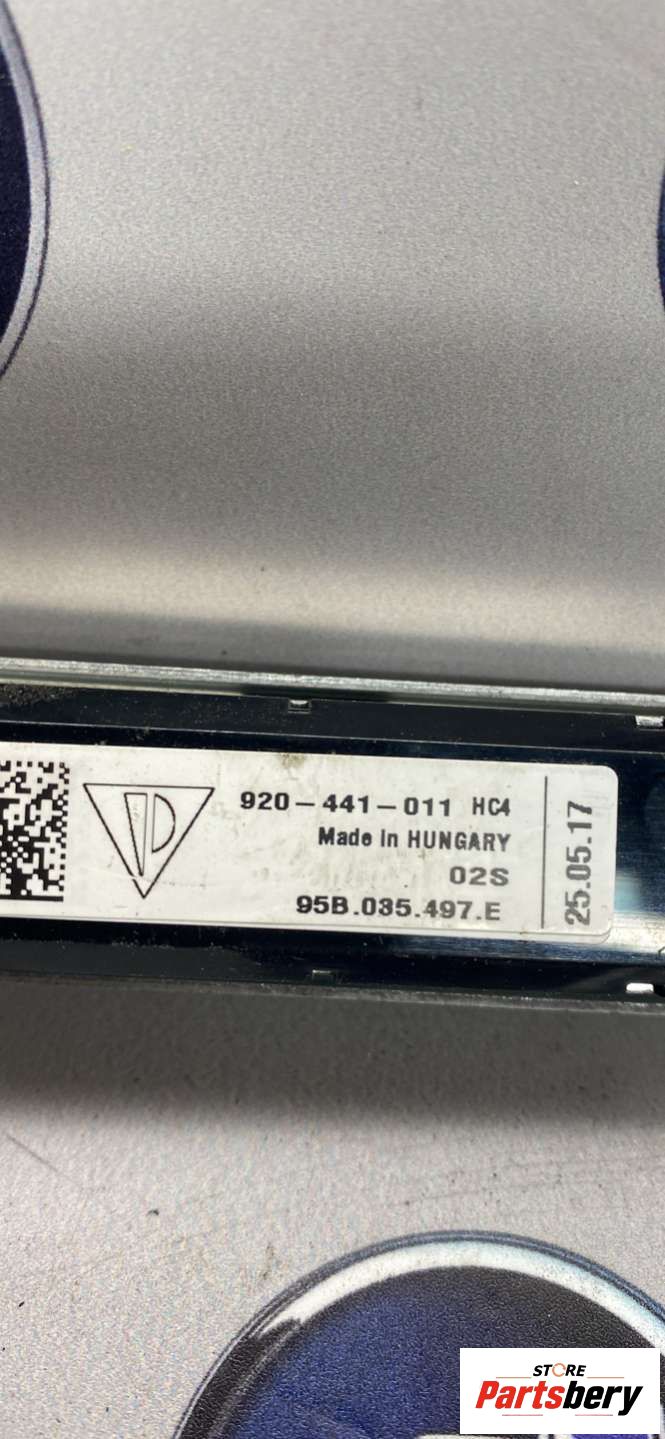 920-441-011 HC4
Made in HUNGARY
02S
95B.035.497.E
25.05.17
STORE
Partsbery